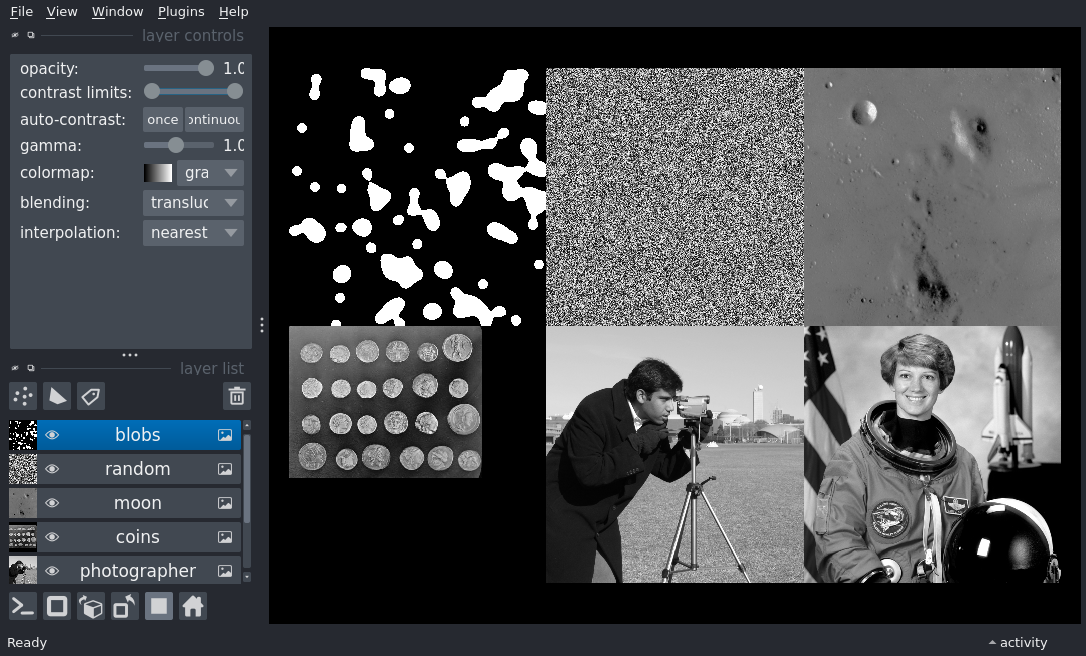 File View Window Plugins Help
layer controls
opacity: 1.0
contrast limits:
auto-contrast: once ontinuou
gamma: 1.0
colormap: gra
blending: transluc
interpolation: nearest
layer list
blobs
random
moon
coins
photographer
Ready
activity